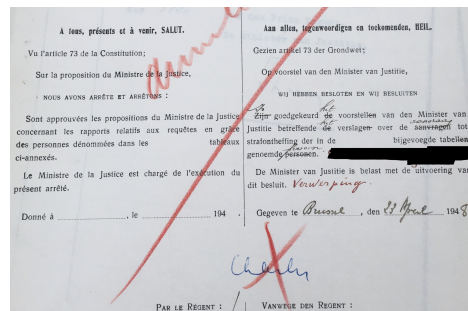 A tous, présents et à venir, SALUT.
Vu l'article 73 de la Constitution;
Sur la proposition du Ministre de la Justice,
NOUS AVONS ARRÊTÉ ET ARRÊTONS :
Sont approuvées les propositions du Ministre de la Justice
concernant les rapports relatifs aux requêtes en grâce
des personnes dénommées dans les tableaux
ci-annexés.
Le Ministre de la Justice est chargé de l'exécution du
présent arrêté.
Donné à , le 194 .
PAR LE RÉGENT :
Aan allen, tegenwoordigen en toekomenden, HEIL.
Gezien artikel 73 der Grondwet;
Op voorstel van den Minister van Justitie,
WIJ HEBBEN BESLOTEN EN WIJ BESLUITEN
Is het
Zijn goedgekeurd de voorstellen van den Minister van
het
Justitie betreffende de verslagen over de aanvragen tot
strafontheffing der in de bijgevoegde tabellen
genoemde personen.
De Minister van Justitie is belast met de uitvoering van
dit besluit. Verwerping.
Gegeven te Brussel, den 23 April 1948
VANWEGE DEN REGENT :